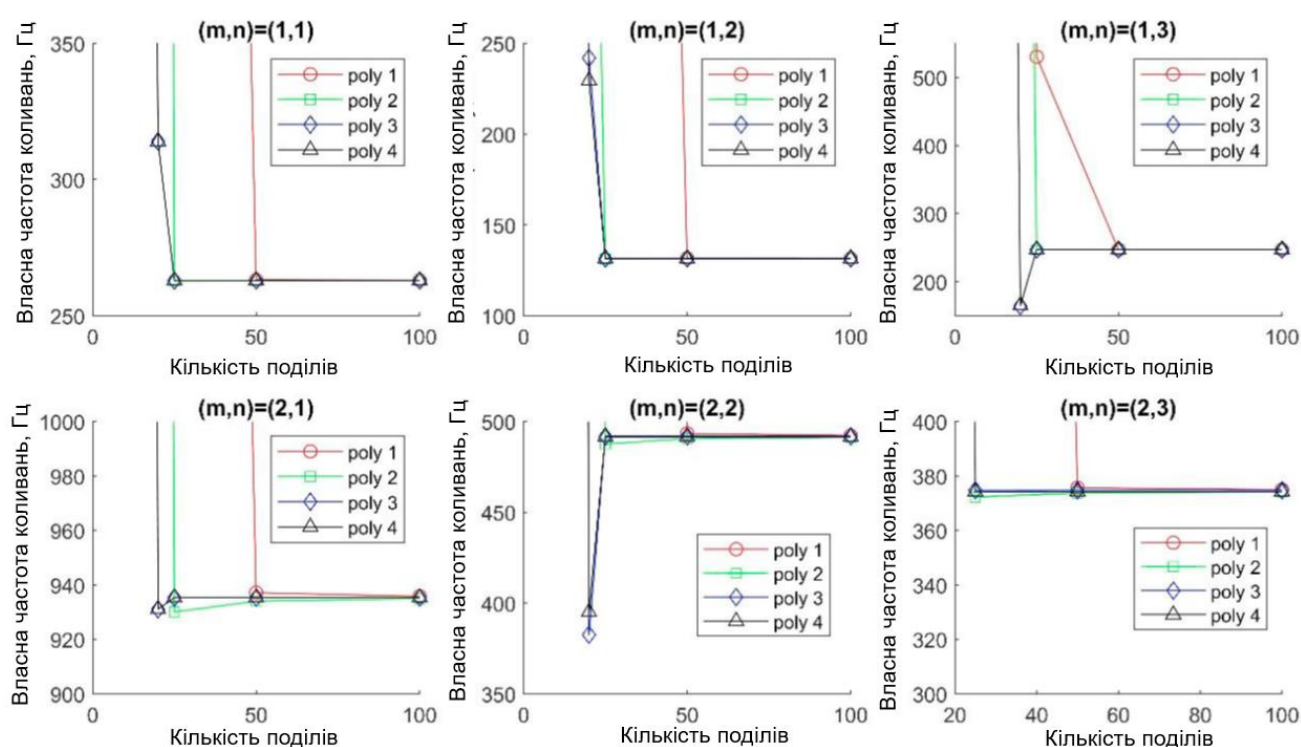 (m,n)=(1,1)
Власна частота коливань, Гц
350
300
250
0
50
100
Кількість поділів
poly 1
poly 2
poly 3
poly 4
(m,n)=(1,2)
Власна частота коливань, Гц
250
200
150
100
0
50
100
Кількість поділів
poly 1
poly 2
poly 3
poly 4
(m,n)=(1,3)
Власна частота коливань, Гц
500
400
300
200
0
50
100
Кількість поділів
poly 1
poly 2
poly 3
poly 4
(m,n)=(2,1)
Власна частота коливань, Гц
1000
980
960
940
920
900
0
50
100
Кількість поділів
poly 1
poly 2
poly 3
poly 4
(m,n)=(2,2)
Власна частота коливань, Гц
500
450
400
350
0
50
100
Кількість поділів
poly 1
poly 2
poly 3
poly 4
(m,n)=(2,3)
Власна частота коливань, Гц
400
380
360
340
320
300
20
40
60
80
100
Кількість поділів
poly 1
poly 2
poly 3
poly 4